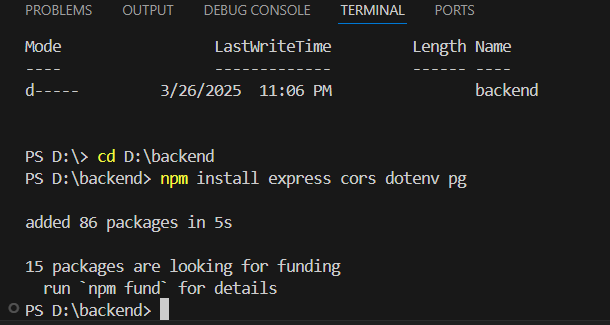 PROBLEMS OUTPUT DEBUG CONSOLE TERMINAL PORTS
Mode LastWriteTime Length Name
---- ------------- ------ ----
d----- 3/26/2025 11:06 PM backend
PS D:\> cd D:\backend
PS D:\backend> npm install express cors dotenv pg
added 86 packages in 5s
15 packages are looking for funding
run `npm fund` for details
PS D:\backend>